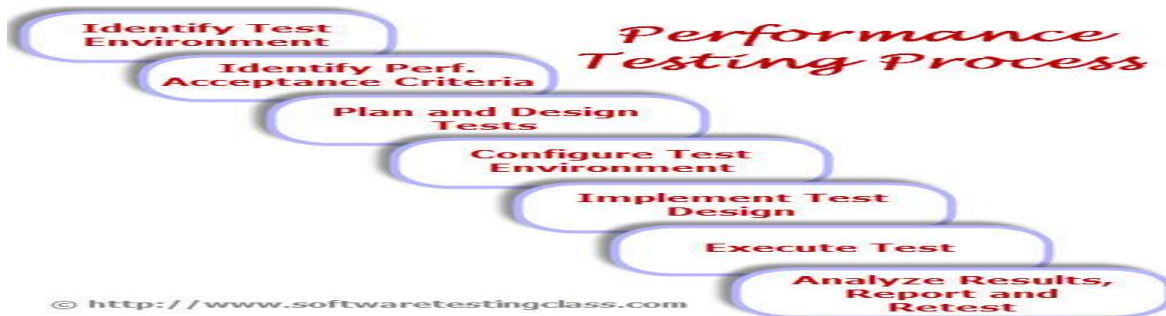 Performance
Testing Process
Identify Test
Environment
Identify Perf.
Acceptance Criteria
Plan and Design
Tests
Configure Test
Environment
Implement Test
Design
Execute Test
Analyze Results,
Report and
Retest
© http://www.softwaretestingclass.com